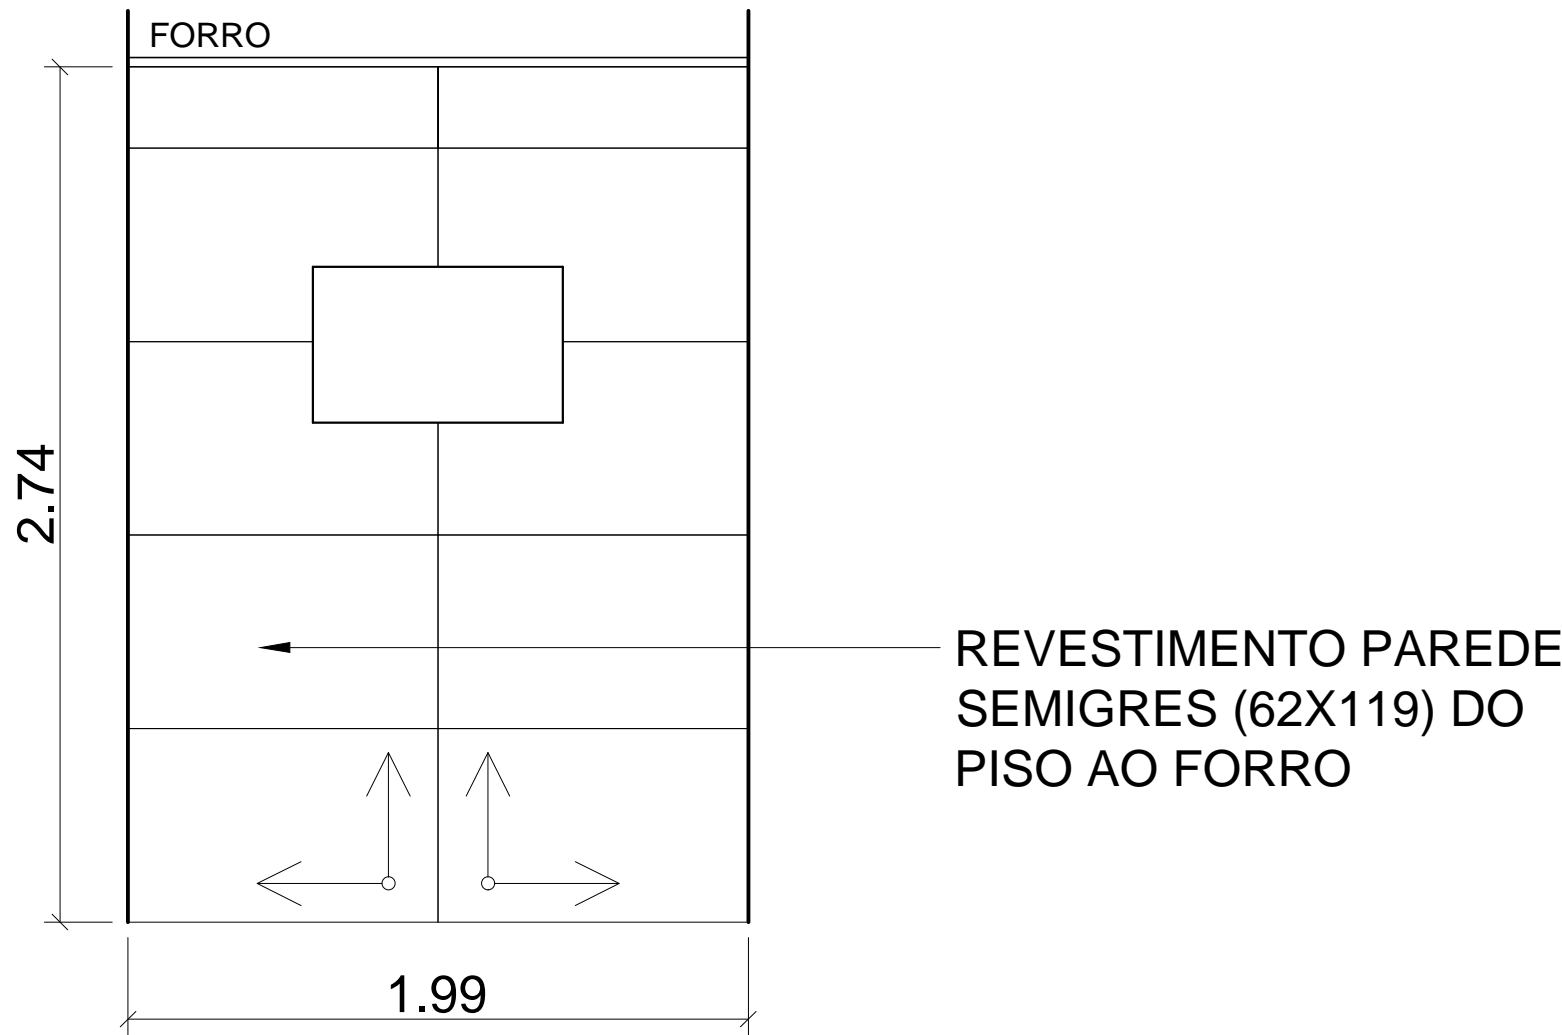 FORRO
2.74
REVESTIMENTO PAREDE
SEMIGRES (62X119) DO
PISO AO FORRO
1.99